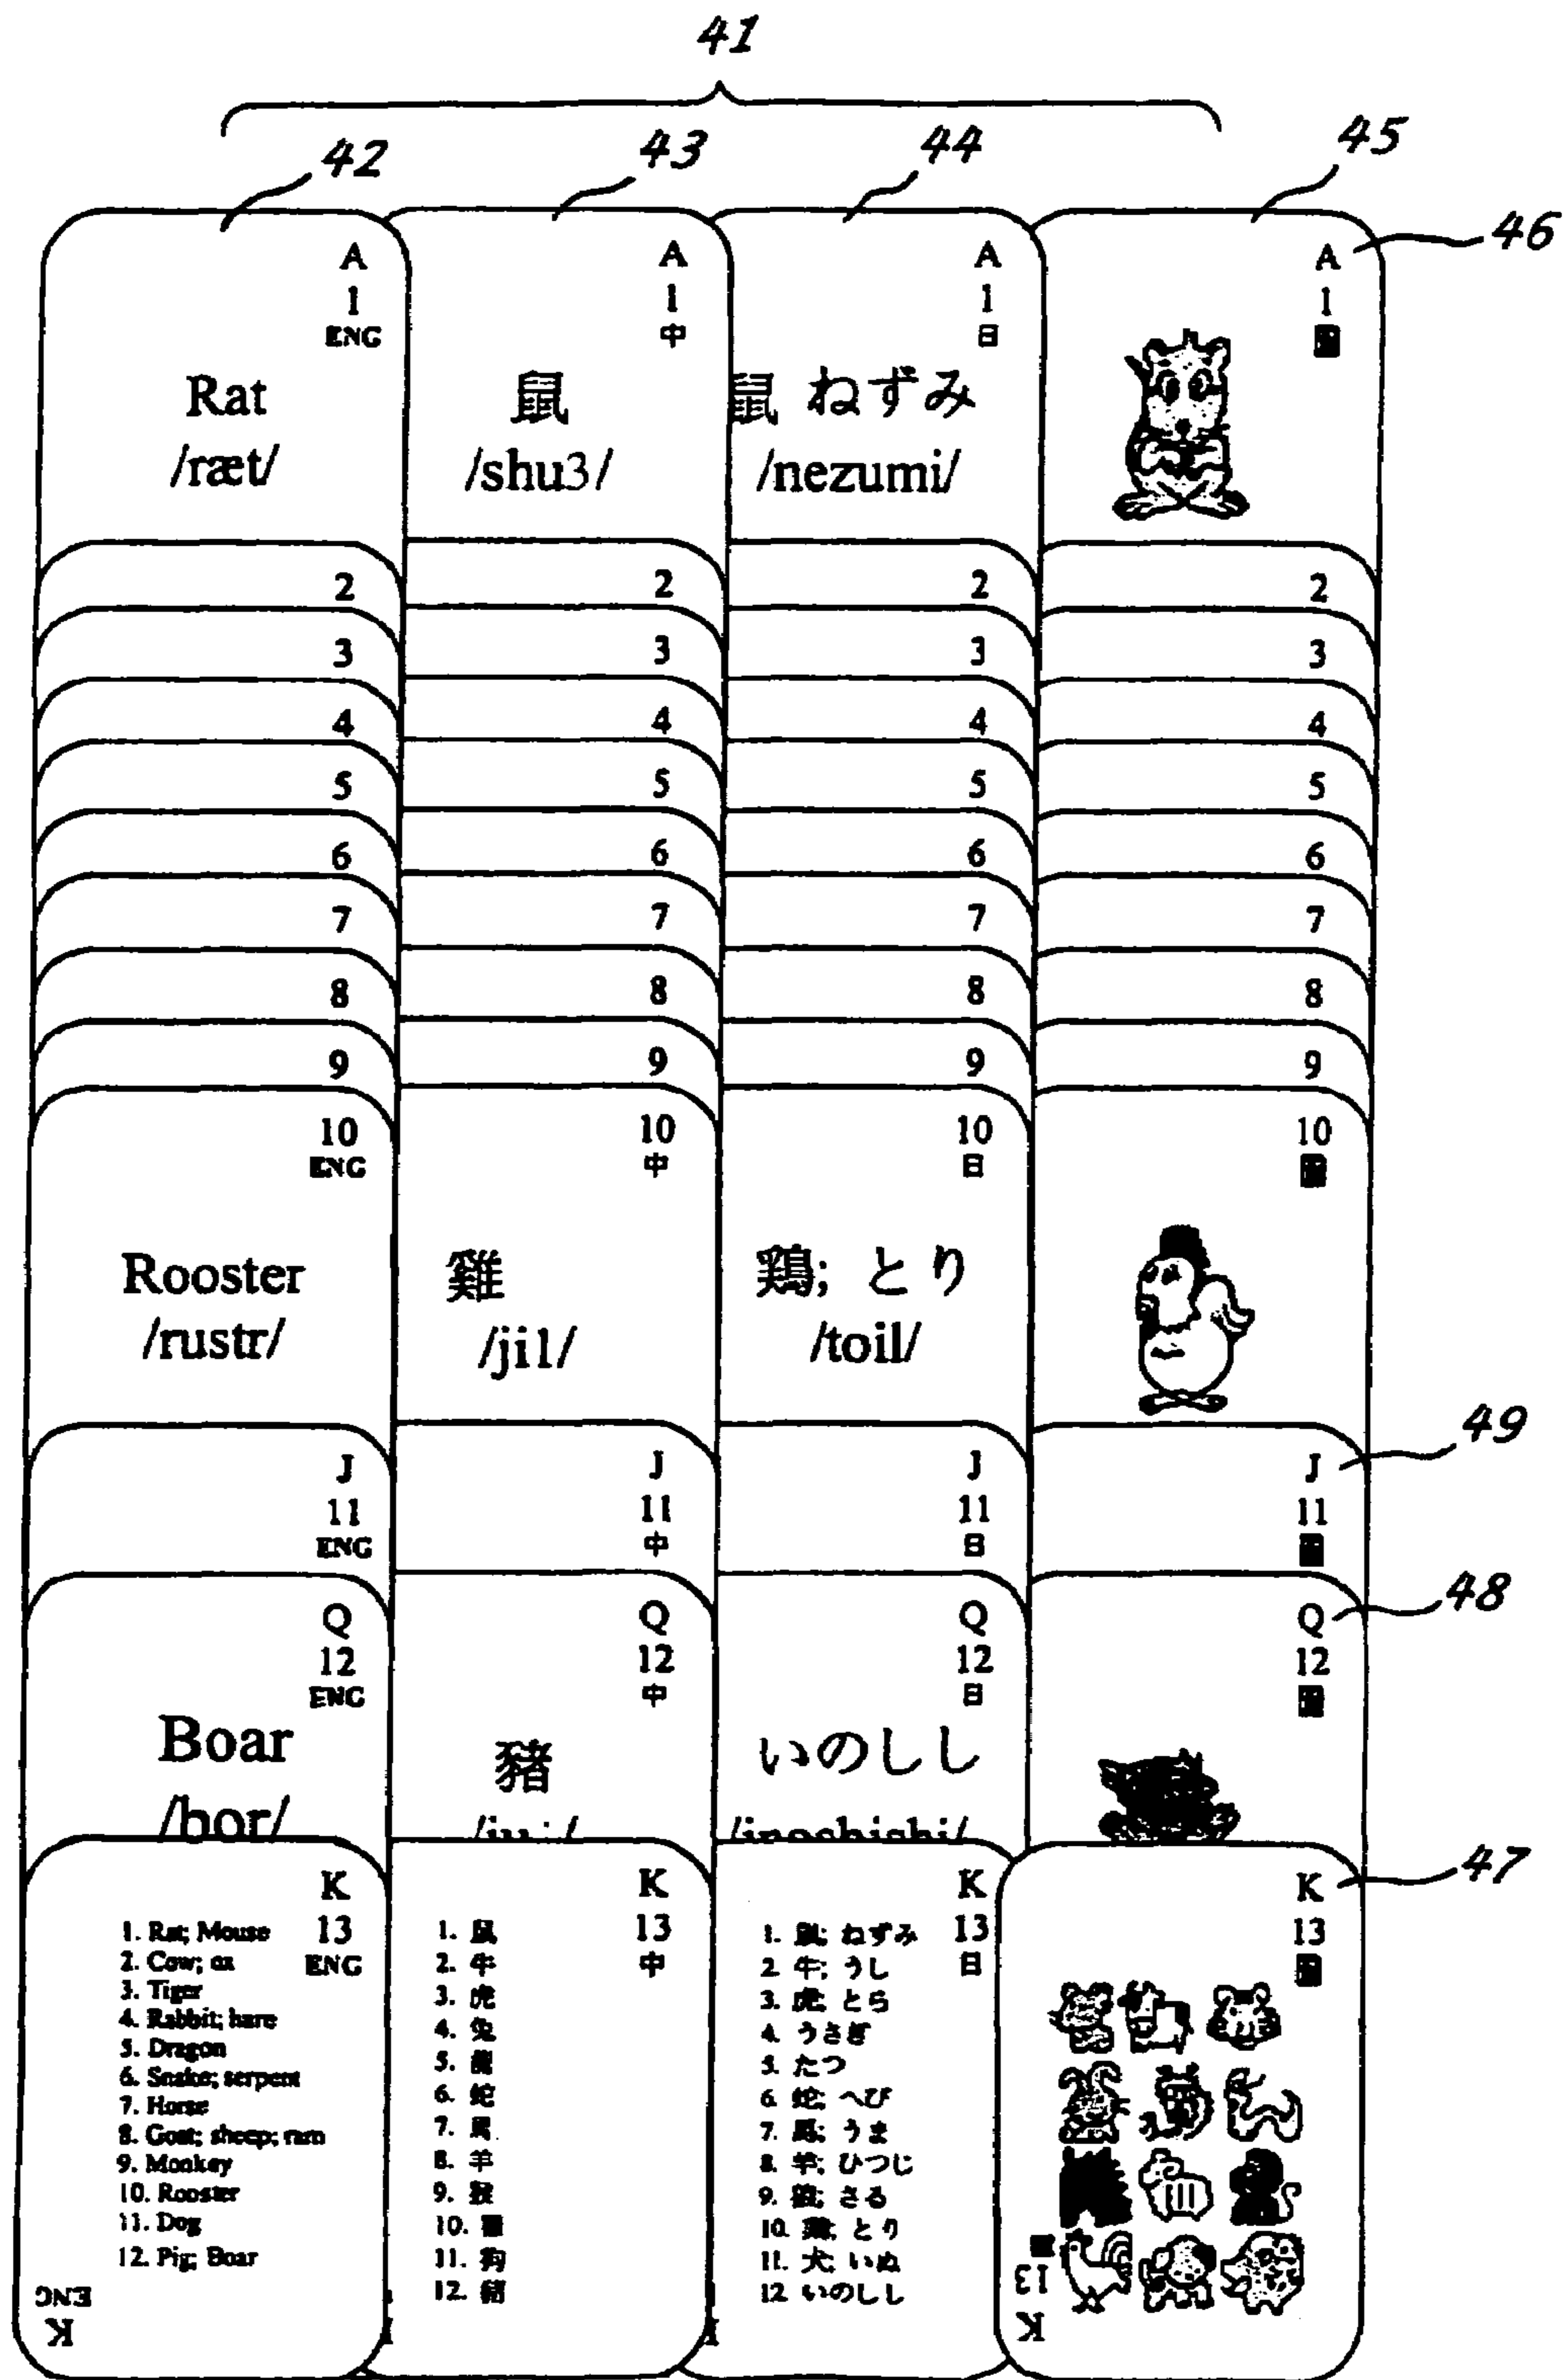 41
42
43
44
45
46
A
1
ENG
Rat
/ræt/
A
1
中
鼠
/shu3/
A
1
日
鼠 ねずみ
/nezumi/
A
1
2
3
4
5
6
7
8
9
2
3
4
5
6
7
8
9
2
3
4
5
6
7
8
9
2
3
4
5
6
7
8
9
10
ENG
Rooster
/rustr/
10
中
雞
/ji1/
10
日
鶏; とり
/toil/
10
49
J
11
ENG
J
11
中
J
11
日
J
11
48
Q
12
ENG
Boar
/bor/
Q
12
中
豬
Q
12
日
いのしし
/inoshishi/
Q
12
47
K
13
ENG
1. Rat; Mouse
2. Cow; ox
3. Tiger
4. Rabbit; hare
5. Dragon
6. Snake; serpent
7. Horse
8. Goat; sheep; ram
9. Monkey
10. Rooster
11. Dog
12. Pig; Boar
ENG
K
K
13
中
1. 鼠
2. 牛
3. 虎
4. 兔
5. 龍
6. 蛇
7. 馬
8. 羊
9. 猴
10.
11. 狗
12. 豬
K
13
日
1. 鼠; ねずみ
2. 牛; うし
3. 虎; とら
4. うさぎ
5. たつ
6. 蛇; へび
7. 馬; うま
8. 羊; ひつじ
9. 猿; さる
10. 鶏; とり
11. 犬; いぬ
12. いのしし
K
13
13
K